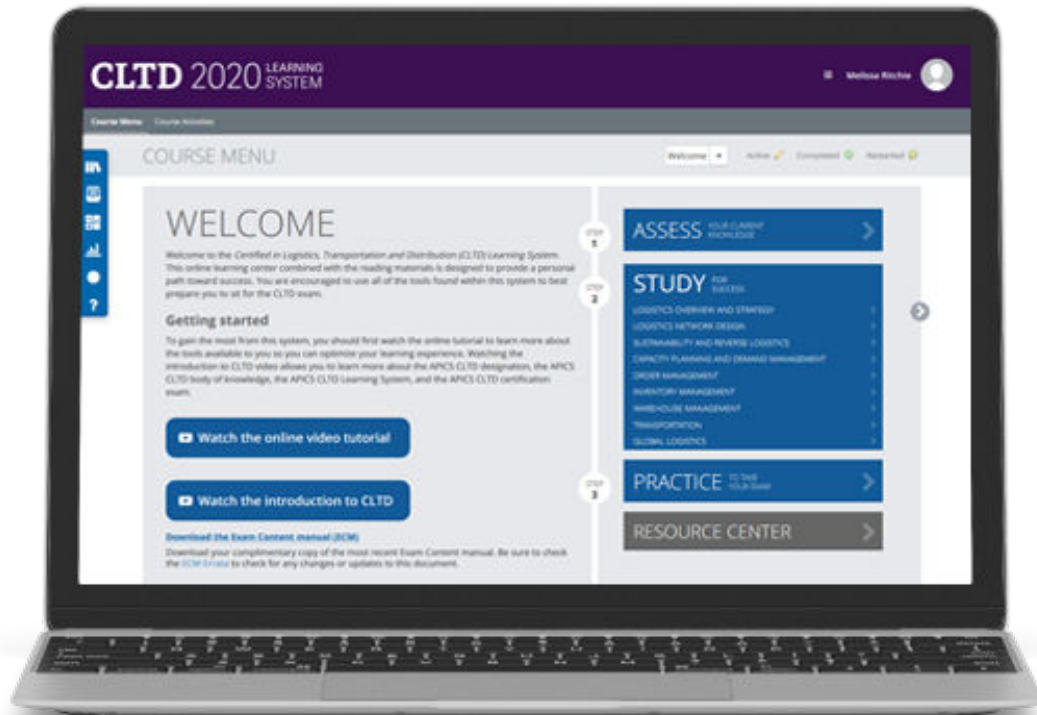 CLTD 2020 LEARNING
SYSTEM
Melissa Ritchie
Course Menu Course Activities
COURSE MENU
Welcome
Active
Completed
Restarted
WELCOME
Welcome to the Certified in Logistics, Transportation and Distribution (CLTD) Learning System.
This online learning center combined with the reading materials is designed to provide a personal
path toward success. You are encouraged to use all of the tools found within this system to best
prepare you to sit for the CLTD exam.
Getting started
To gain the most from this system, you should first watch the online tutorial to learn more about
the tools available to you so you can optimize your learning experience. Watching the
introduction to CLTD video allows you to learn more about the APICS CLTD designation, the APICS
CLTD body of knowledge, the APICS CLTD Learning System, and the APICS CLTD certification
exam.
Watch the online video tutorial
Watch the introduction to CLTD
Download the Exam Content manual (ECM)
Download your complimentary copy of the most recent Exam Content manual. Be sure to check
the ECM Errata to check for any changes or updates to this document.
STEP
1
ASSESS YOUR CURRENT
KNOWLEDGE
STEP
2
STUDY FOR
SUCCESS
LOGISTICS OVERVIEW AND STRATEGY
LOGISTICS NETWORK DESIGN
SUSTAINABILITY AND REVERSE LOGISTICS
CAPACITY PLANNING AND DEMAND MANAGEMENT
ORDER MANAGEMENT
INVENTORY MANAGEMENT
WAREHOUSE MANAGEMENT
TRANSPORTATION
GLOBAL LOGISTICS
STEP
3
PRACTICE TO TAKE
YOUR EXAM
RESOURCE CENTER